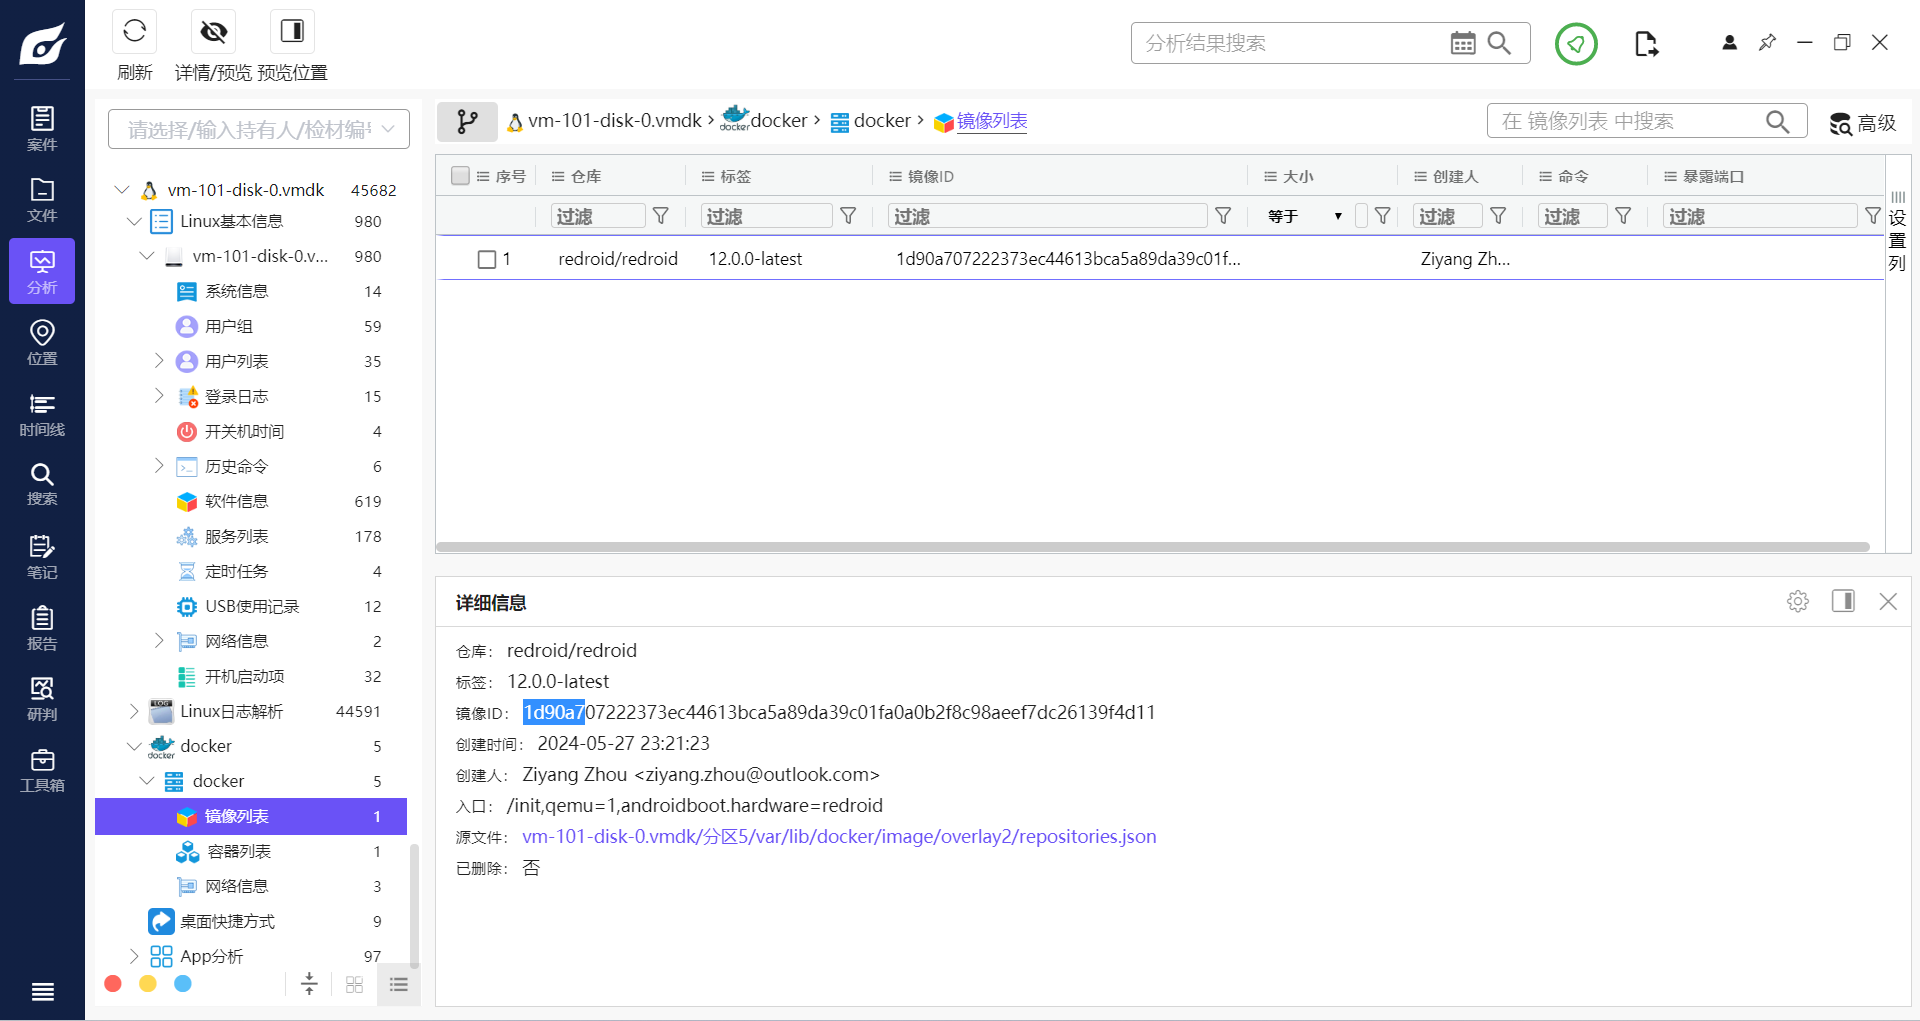 刷新
详情/预览
预览位置
分析结果搜索
案件
文件
分析
位置
时间线
搜索
笔记
报告
研判
工具箱
请选择/输入持有人/检材编号
vm-101-disk-0.vmdk 45682
Linux基本信息 980
vm-101-disk-0.v... 980
系统信息 14
用户组 59
用户列表 35
登录日志 15
开关机时间 4
历史命令 6
软件信息 619
服务列表 178
定时任务 4
USB使用记录 12
网络信息 2
开机启动项 32
LOG
Linux日志解析 44591
docker
docker 5
docker 5
镜像列表 1
容器列表 1
网络信息 3
桌面快捷方式 9
App分析 97
vm-101-disk-0.vmdk > docker docker > docker > 镜像列表
在 镜像列表 中搜索
高级
序号 仓库 标签 镜像ID 大小 创建人 命令 暴露端口
过滤 过滤 过滤 等于 ▼ 过滤 过滤 过滤
设置列
1 redroid/redroid 12.0.0-latest 1d90a707222373ec44613bca5a89da39c01f... Ziyang Zh...
详细信息
仓库: redroid/redroid
标签: 12.0.0-latest
镜像ID: 1d90a707222373ec44613bca5a89da39c01fa0a0b2f8c98aeef7dc26139f4d11
创建时间: 2024-05-27 23:21:23
创建人: Ziyang Zhou <ziyang.zhou@outlook.com>
入口: /init,qemu=1,androidboot.hardware=redroid
源文件: vm-101-disk-0.vmdk/分区5/var/lib/docker/image/overlay2/repositories.json
已删除: 否